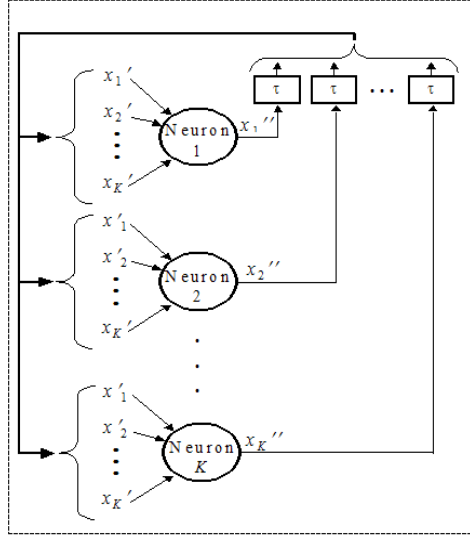 τ τ ... τ
x₁′
x₂′
Neuron
1
x₁″
x_K′
x′₁
x′₂
Neuron
2
x₂″
x_K′
x′₁
x′₂
Neuron
K
x_K″
x_K′